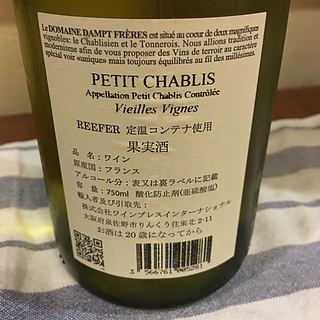 Le DOMAINE DAMPT FRÈRES est situé au coeur de deux magnifiques
vignobles: le Chablisien et le Tonnerois. Nous allions tradition et
modernisme afin de vous proposer des Vins de terroir au caractère
spécial voir «unique» mais toujours équilibrés au fil des millésimes.
PETIT CHABLIS
Appellation Petit Chablis Contrôlée
Vieilles Vignes
REEFER 定温コンテナ使用
果実酒
品名：ワイン
原産国：フランス
アルコール分：表又は裏ラベルに記載
容量：750ml 酸化防止剤(亜硫酸塩)
輸入者及び引取先：
株式会社ワインプレスインターナショナル
大阪府泉佐野市りんくう往来北2-11
お酒は20歳になってから
3 566761 005281